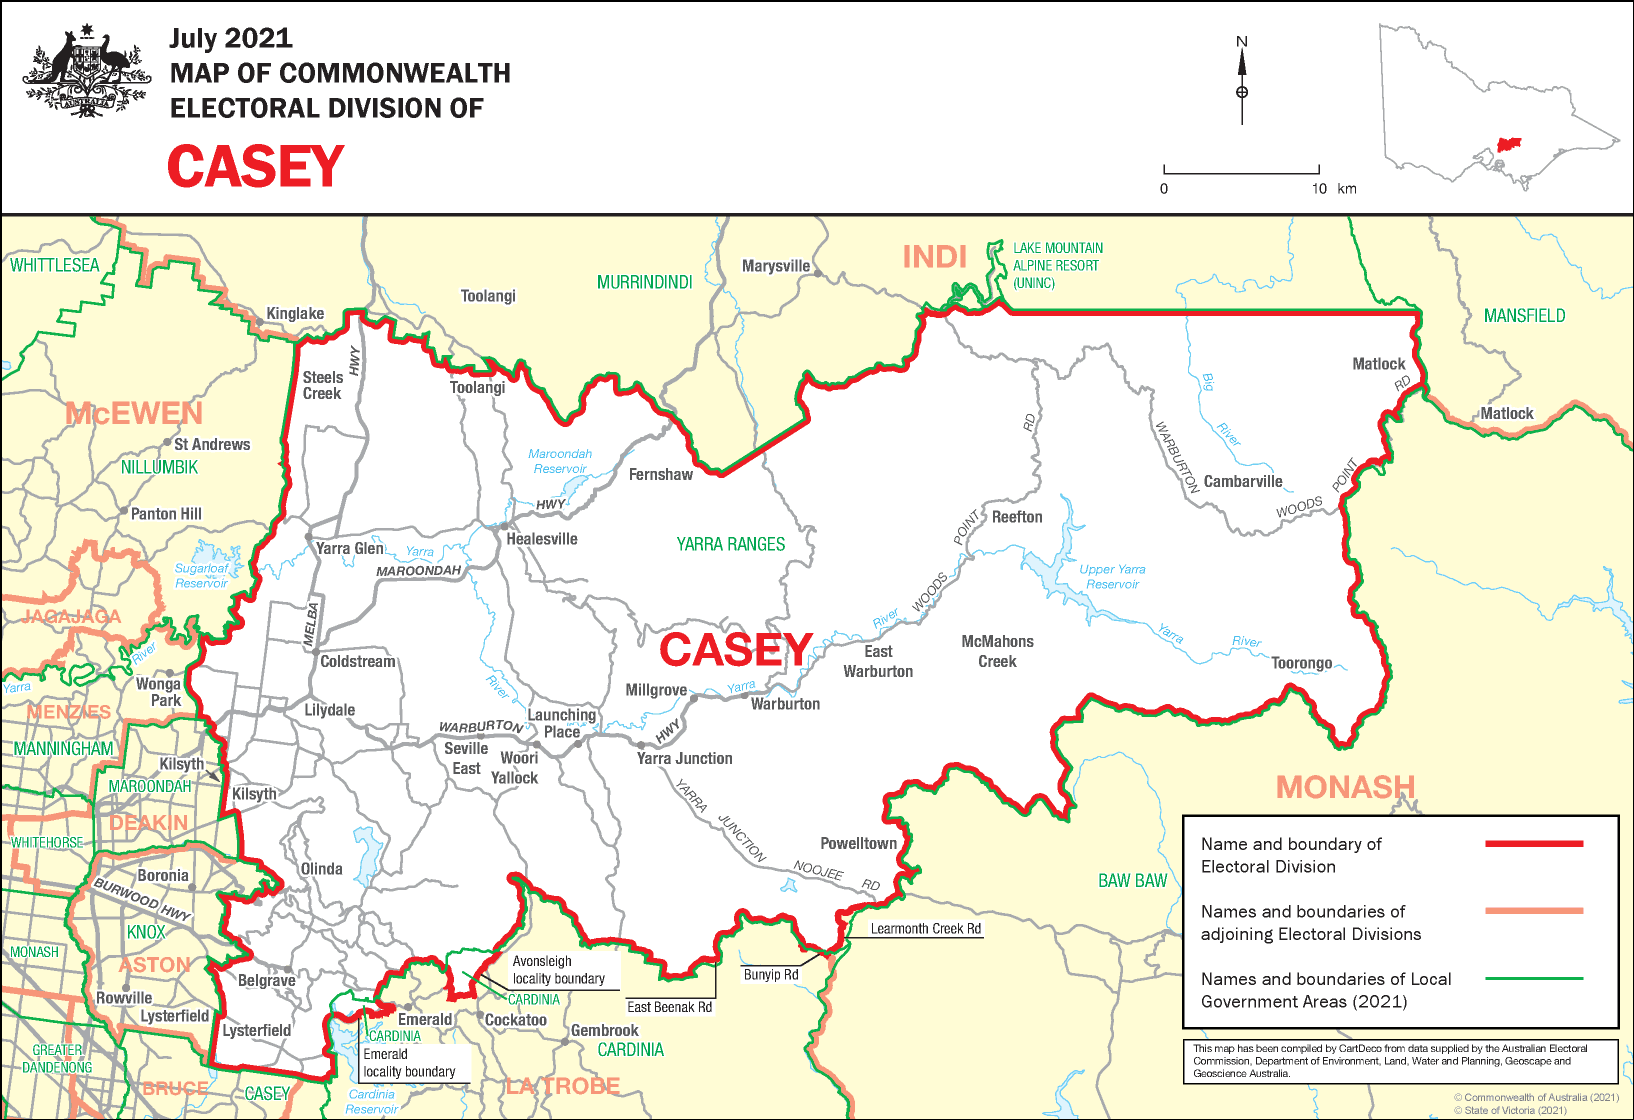 July 2021
MAP OF COMMONWEALTH
ELECTORAL DIVISION OF
CASEY
AUSTRALIA
N
0 10 km
WHITTLESEA
Kinglake
Toolangi
MURRINDINDI
Marysville
INDI
LAKE MOUNTAIN
ALPINE RESORT
(UNINC)
MANSFIELD
Matlock
RD
Matlock
HWY
Steels
Creek
Toolangi
McEWEN
St Andrews
NILLUMBIK
Panton Hill
Maroondah
Reservoir
Fernshaw
HWY
Healesville
RD
WARBURTON
Big
River
Cambarville
WOODS
POINT
Reefton
POINT
WOODS
Yarra Glen
Yarra
MAROONDAH
YARRA RANGES
Sugarloaf
Reservoir
Upper Yarra
Reservoir
JAGAJAGA
River
Yarra
MELBA
Coldstream
CASEY
River
East
Warburton
McMahons
Creek
Yarra
River
Toorongo
Wonga
Park
MENZIES
Lilydale
River
Millgrove
Yarra
Warburton
Launching
Place
WARBURTON
HWY
MANNINGHAM
Kilsyth
Seville
East
Woori
Yallock
Yarra Junction
MAROONDAH
Kilsyth
DEAKIN
WHITEHORSE
YARRA
JUNCTION
NOOJEE
RD
Powelltown
MONASH
Boronia
Olinda
BURWOOD HWY
KNOX
MONASH
ASTON
Belgrave
Rowville
Lysterfield
Lysterfield
BAW BAW
Learmonth Creek Rd
Bunyip Rd
East Beenak Rd
Avonsleigh
locality boundary
CARDINIA
Emerald
Cockatoo
Gembrook
CARDINIA
CARDINIA
Emerald
locality boundary
GREATER
DANDENONG
BRUCE
CASEY
Cardinia
Reservoir
LA TROBE
Name and boundary of
Electoral Division
Names and boundaries of
adjoining Electoral Divisions
Names and boundaries of Local
Government Areas (2021)
This map has been compiled by CartDeco from data supplied by the Australian Electoral
Commission, Department of Environment, Land, Water and Planning, Geoscape and
Geoscience Australia.
© Commonwealth of Australia (2021)
© State of Victoria (2021)